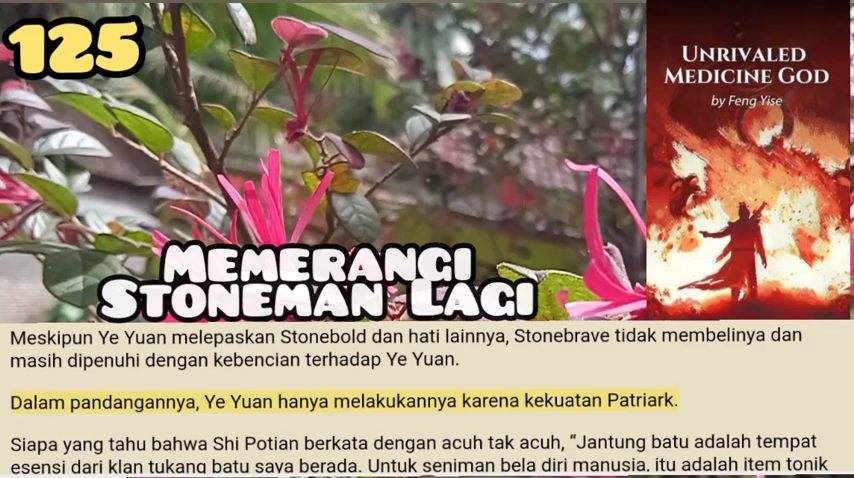 125
UNRIVALED
MEDICINE GOD
by Feng Yise
MEMERANGI
STONEMAN LAGI
Meskipun Ye Yuan melepaskan Stonebold dan hati lainnya, Stonebrave tidak membelinya dan
masih dipenuhi dengan kebencian terhadap Ye Yuan.
Dalam pandangannya, Ye Yuan hanya melakukannya karena kekuatan Patriark.
Siapa yang tahu bahwa Shi Potian berkata dengan acuh tak acuh, “Jantung batu adalah tempat
esensi dari klan tukang batu saya berada. Untuk seniman bela diri manusia, itu adalah item tonik